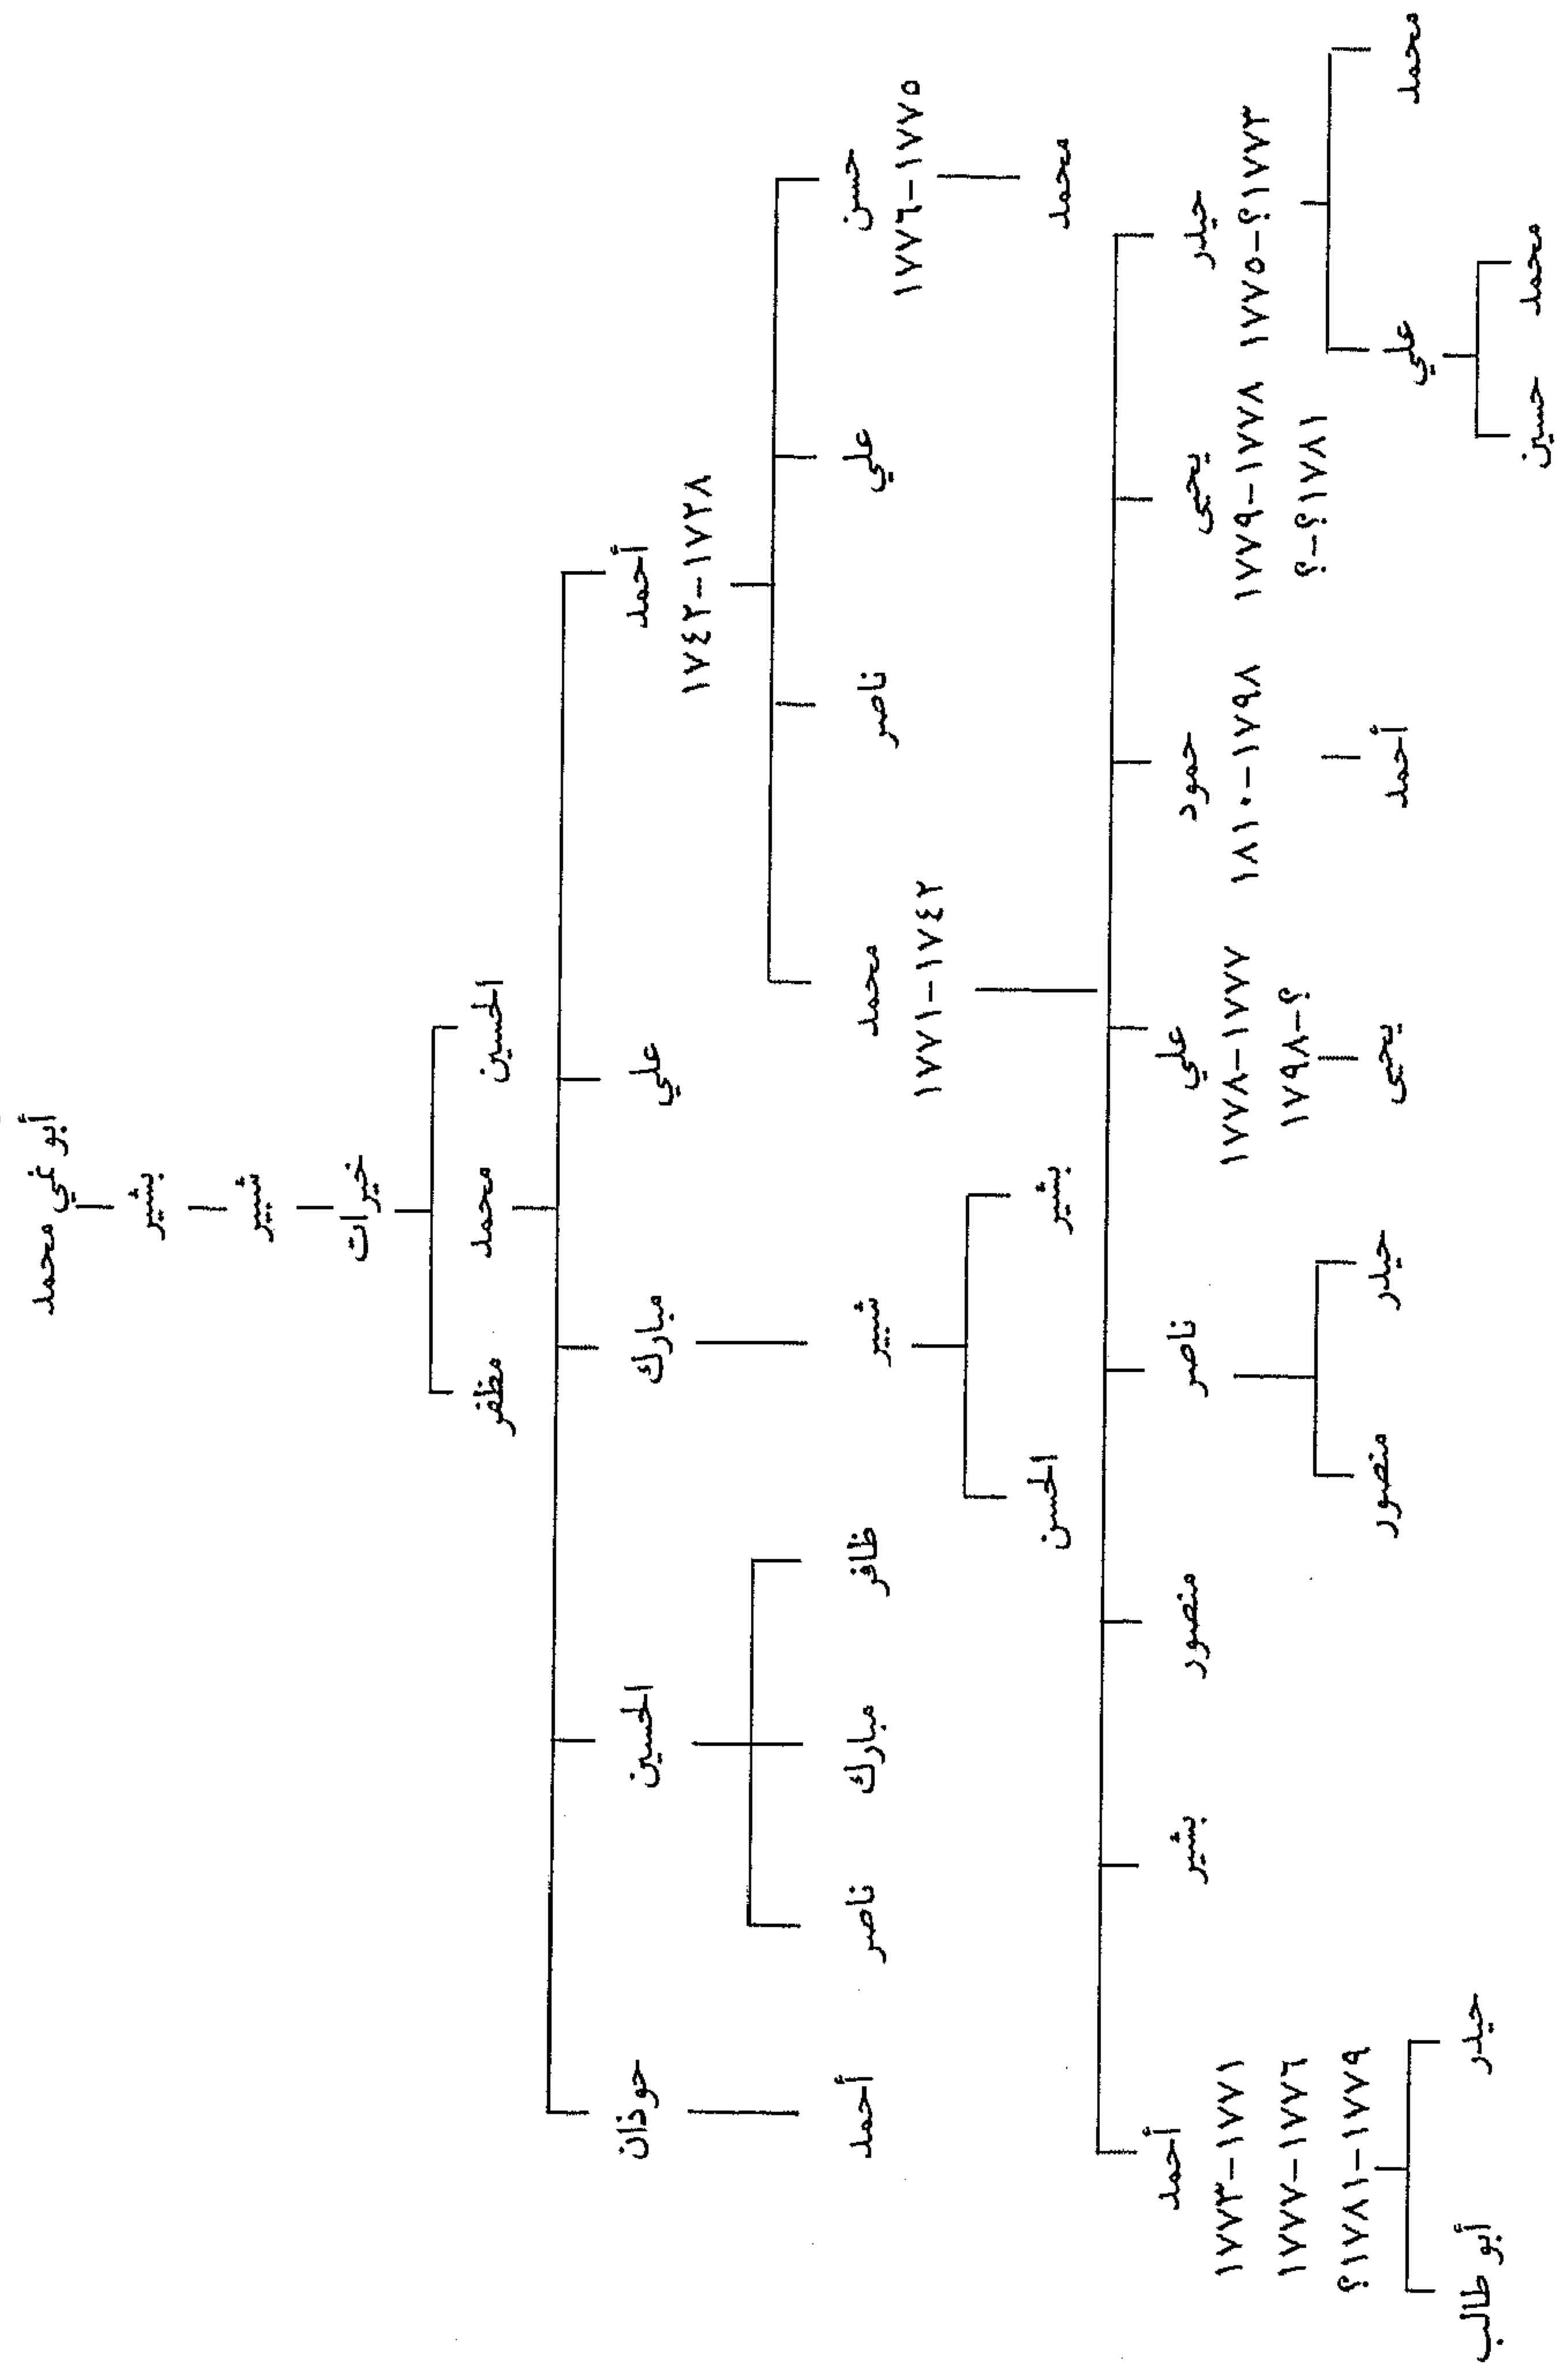 أبو نمي محمد
بشير
شبير
خيرات
الحسين محمد مظفر
أحمد علي مبارك الحسين حوذان
١٧٢٨-١٧٤٢
حسن علي ناصر محمد شبير ظافر مبارك ناصر أحمد
١٧٧٥-١٧٧٦ ١٧٤٢-١٧٧١
محمد بشير الحسن
حيدر يحيى حمود علي ناصر منصور بشير أحمد
١٧٧٣؟-١٧٧٥ ١٧٧٨-١٧٧٩ ١٧٩٨-١٨١٠ ١٧٧٧-١٧٧٨ ١٧٧١-١٧٧٣
١٧٨١؟-؟ ؟-١٧٩٨ ١٧٧٦-١٧٧٧
١٧٧٩-١٧٨١؟
محمد علي أحمد يحيى حيدر منصور
حيدر أبو طالب
محمد حسين